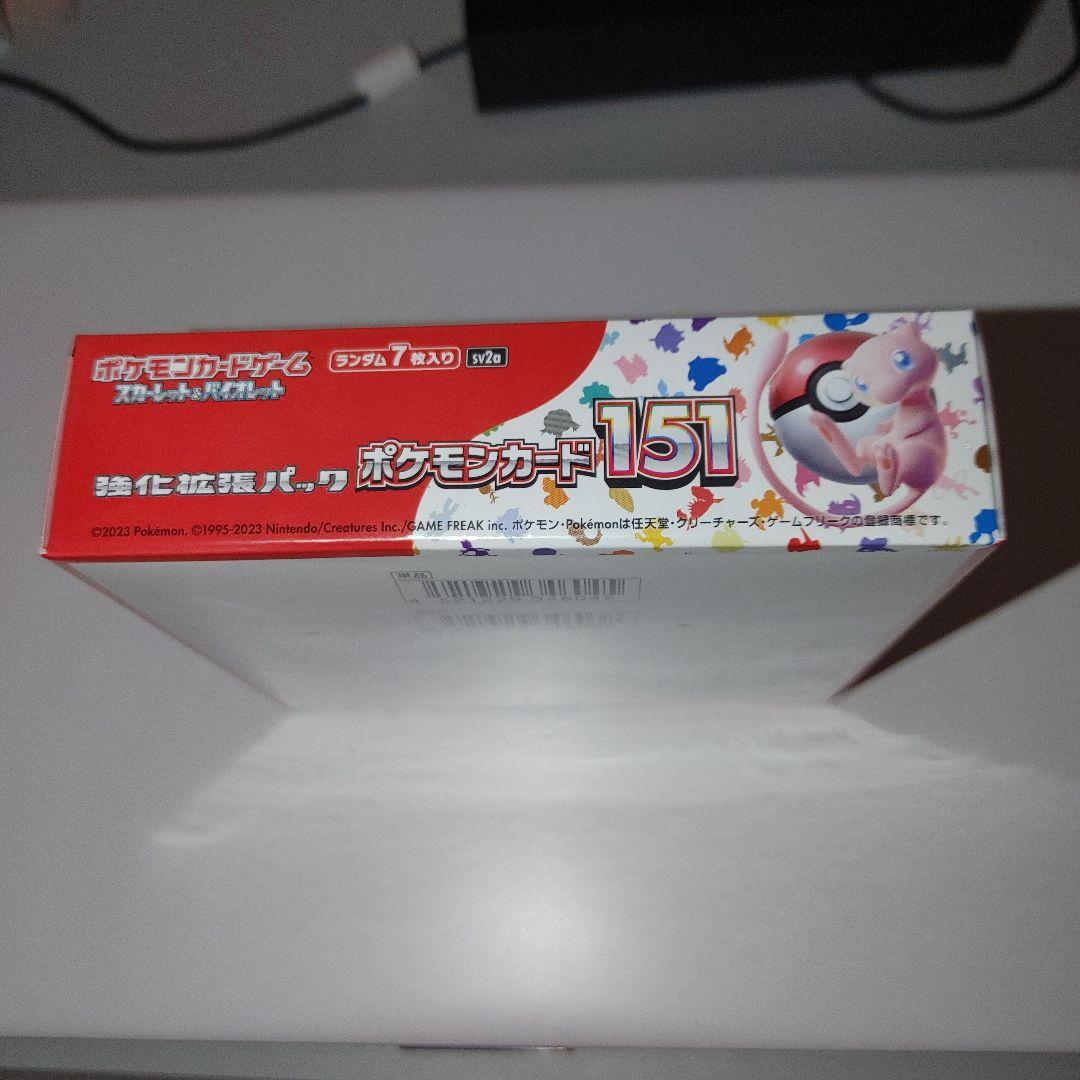 ポケモンカードゲーム
スカーレット&バイオレット
ランダム7枚入り
sv2a
強化拡張パック
ポケモンカード151
©2023 Pokémon. ©1995-2023 Nintendo/Creatures Inc./GAME FREAK inc. ポケモン・Pokémonは任天堂・クリーチャーズ・ゲームフリークの登録商標です。
単品